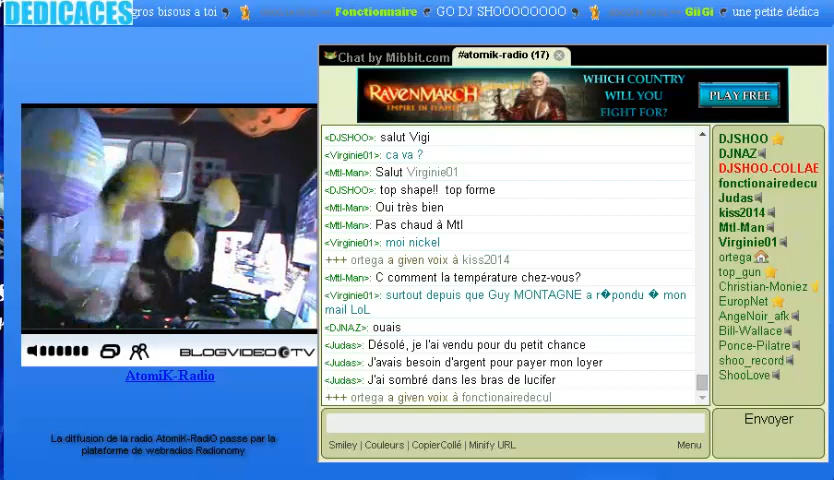 DEDICACES gros bisous a toi Fonctionnaire GO DJ SHOOOOOOOO GiiGi une petite dédica
Chat by Mibbit.com #atomik-radio (17)
RAVENMARCH
EMPIRE IN FLAMES
WHICH COUNTRY
WILL YOU
FIGHT FOR?
PLAY FREE
<DJSHOO>: salut Vigi
<Virginie01>: ca va ?
<Mtl-Man>: Salut Virginie01
<DJSHOO>: top shape!! top forme
<Mtl-Man>: Oui très bien
<Mtl-Man>: Pas chaud à Mtl
<Virginie01>: moi nickel
+++ ortega a given voix à kiss2014
<Mtl-Man>: C comment la température chez-vous?
<Virginie01>: surtout depuis que Guy MONTAGNE a r�pondu � mon
mail LoL
<DJNAZ>: ouais
<Judas>: Désolé, je l'ai vendu pour du petit chance
<Judas>: J'avais besoin d'argent pour payer mon loyer
<Judas>: J'ai sombré dans les bras de lucifer
+++ ortega a given voix à fonctionairedecul
DJSHOO
DJNAZ
DJSHOO-COLLAE
fonctionairedecu
Judas
kiss2014
Mtl-Man
Virginie01
ortega
top_gun
Christian-Moniez
EuropNet
AngeNoir_afk
Bill-Wallace
Ponce-Pilatre
shoo_record
ShooLove
Smiley | Couleurs | CopierCollé | Minify URL
Menu
Envoyer
BLOGVIDEO TV
AtomiK-Radio
La diffusion de la radio AtomiK-RadiO passe par la
plateforme de webradios Radionomy